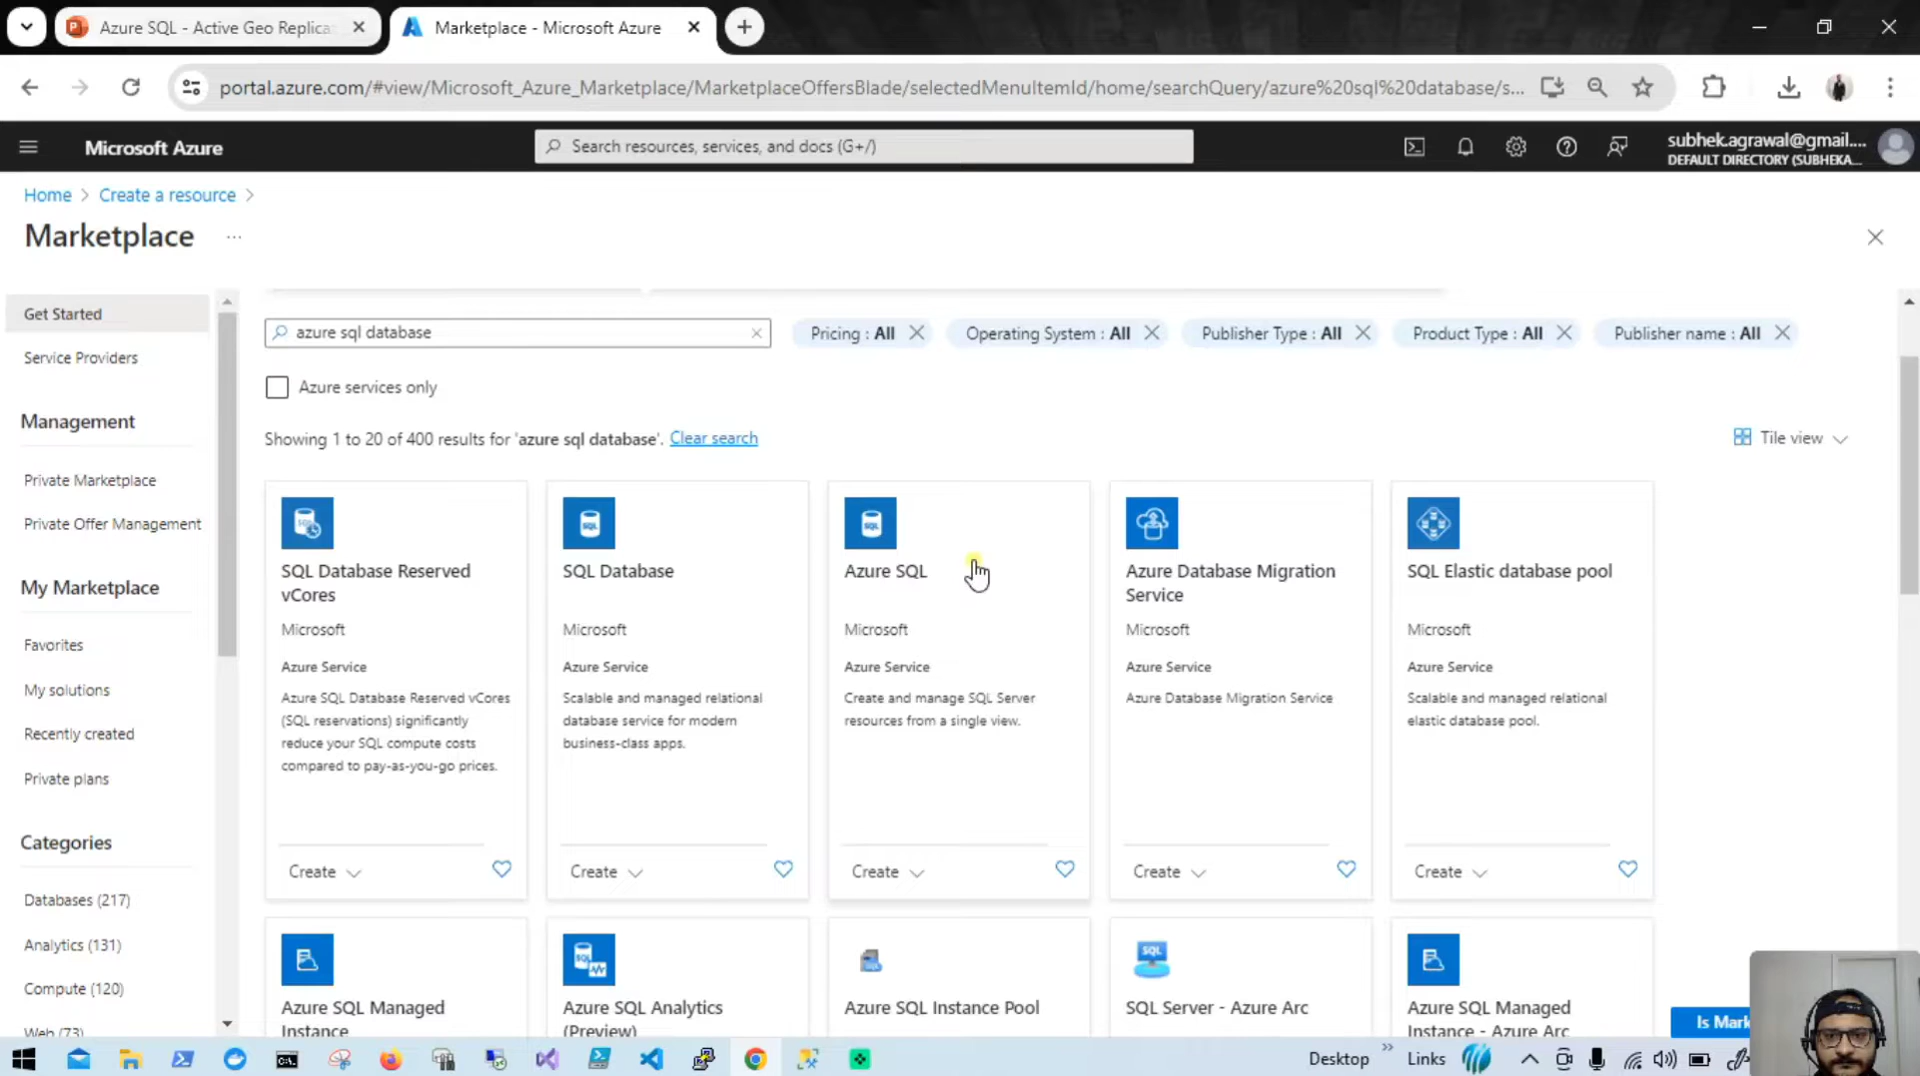 Azure SQL - Active Geo Replica
Marketplace - Microsoft Azure
portal.azure.com/#view/Microsoft_Azure_Marketplace/MarketplaceOffersBlade/selectedMenuItemId/home/searchQuery/azure%20sql%20database/s...
Microsoft Azure
Search resources, services, and docs (G+/)
subhek.agrawal@gmail....
DEFAULT DIRECTORY (SUBHEKA...
Home > Create a resource >
Marketplace ...
Get Started
Service Providers
Management
Private Marketplace
Private Offer Management
My Marketplace
Favorites
My solutions
Recently created
Private plans
Categories
Databases (217)
Analytics (131)
Compute (120)
Web (73)
azure sql database
Pricing : All
Operating System : All
Publisher Type : All
Product Type : All
Publisher name : All
Azure services only
Showing 1 to 20 of 400 results for 'azure sql database'. Clear search
Tile view
SQL Database Reserved
vCores
Microsoft
Azure Service
Azure SQL Database Reserved vCores
(SQL reservations) significantly
reduce your SQL compute costs
compared to pay-as-you-go prices.
Create
SQL Database
Microsoft
Azure Service
Scalable and managed relational
database service for modern
business-class apps.
Create
Azure SQL
Microsoft
Azure Service
Create and manage SQL Server
resources from a single view.
Create
Azure Database Migration
Service
Microsoft
Azure Service
Azure Database Migration Service
Create
SQL Elastic database pool
Microsoft
Azure Service
Scalable and managed relational
elastic database pool.
Create
Azure SQL Managed
Instance
Azure SQL Analytics
(Preview)
Azure SQL Instance Pool
SQL Server - Azure Arc
Azure SQL Managed
Instance - Azure Arc
Is Mark
Desktop
Links